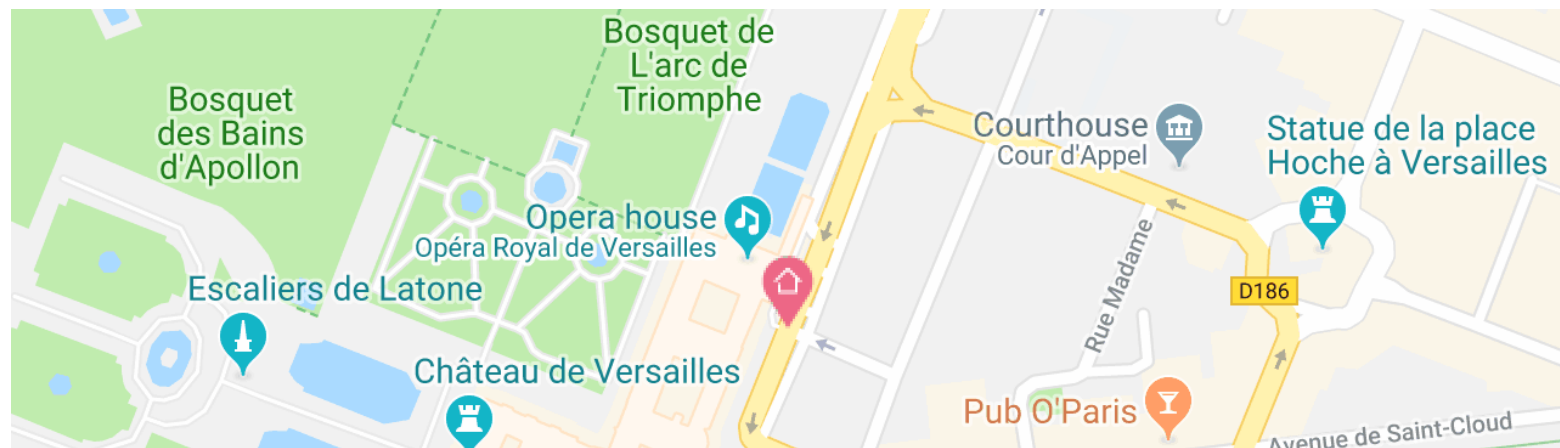 Bosquet de
L'arc de
Triomphe
Bosquet
des Bains
d'Apollon
Courthouse
Cour d'Appel
Statue de la place
Hoche à Versailles
Opera house
Opéra Royal de Versailles
Escaliers de Latone
Rue Madame
D186
Château de Versailles
Pub O'Paris
Avenue de Saint-Cloud